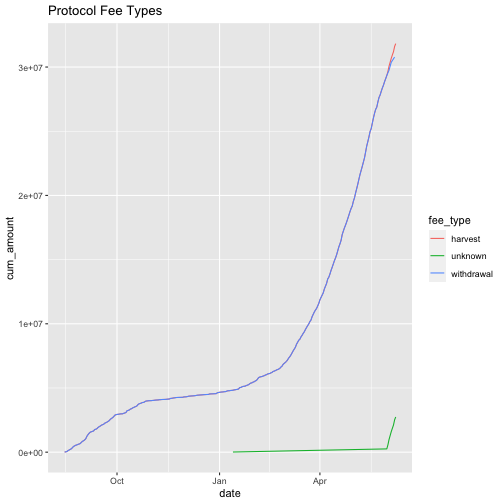 Protocol Fee Types
3e+07
2e+07
1e+07
0e+00
cum_amount
Oct
Jan
Apr
date
fee_type
harvest
unknown
withdrawal